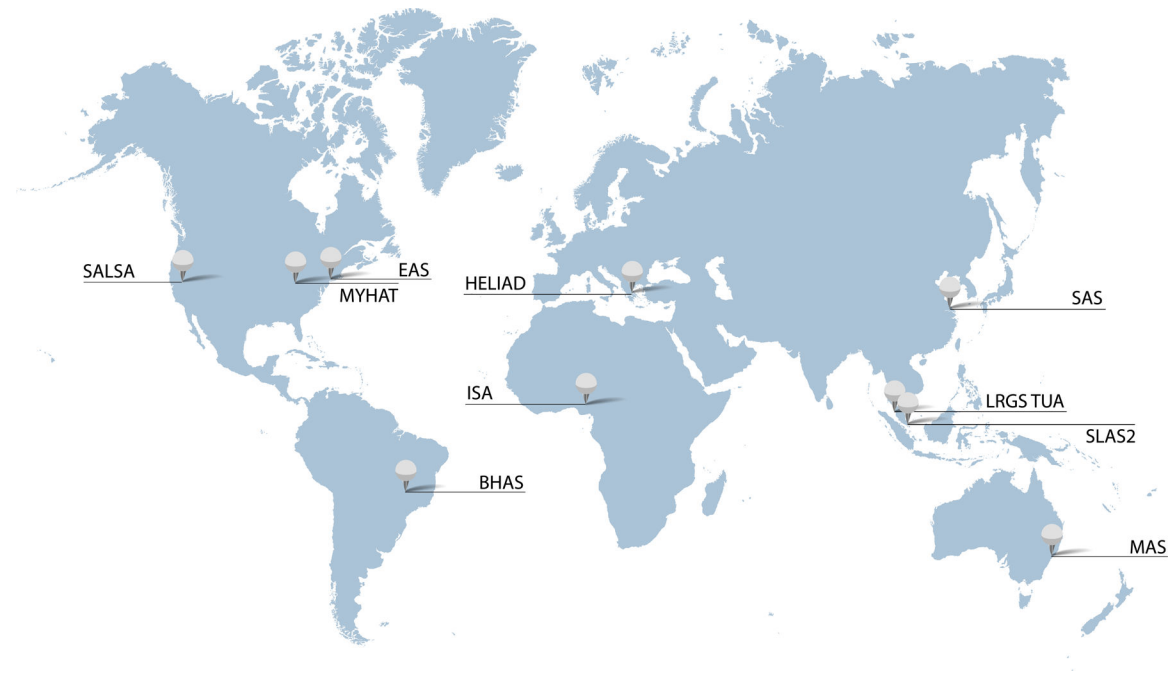 SALSA
EAS
MYHAT
HELIAD
SAS
ISA
LRGS TUA
SLAS2
BHAS
MAS